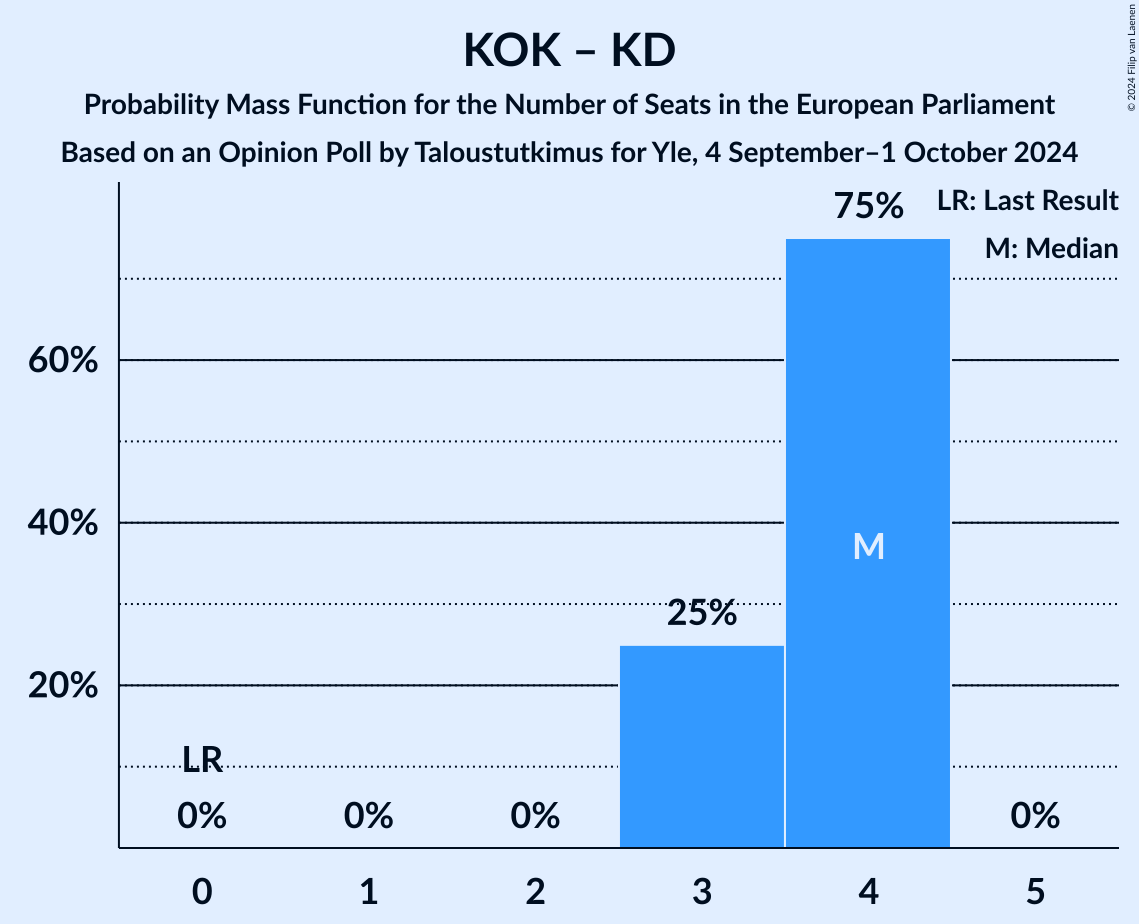 KOK – KD
Probability Mass Function for the Number of Seats in the European Parliament
Based on an Opinion Poll by Taloustutkimus for Yle, 4 September–1 October 2024
© 2024 Filip van Laenen
LR: Last Result
M: Median
75%
60%
40%
20%
M
25%
LR
0%
0%
0%
0%
0
1
2
3
4
5